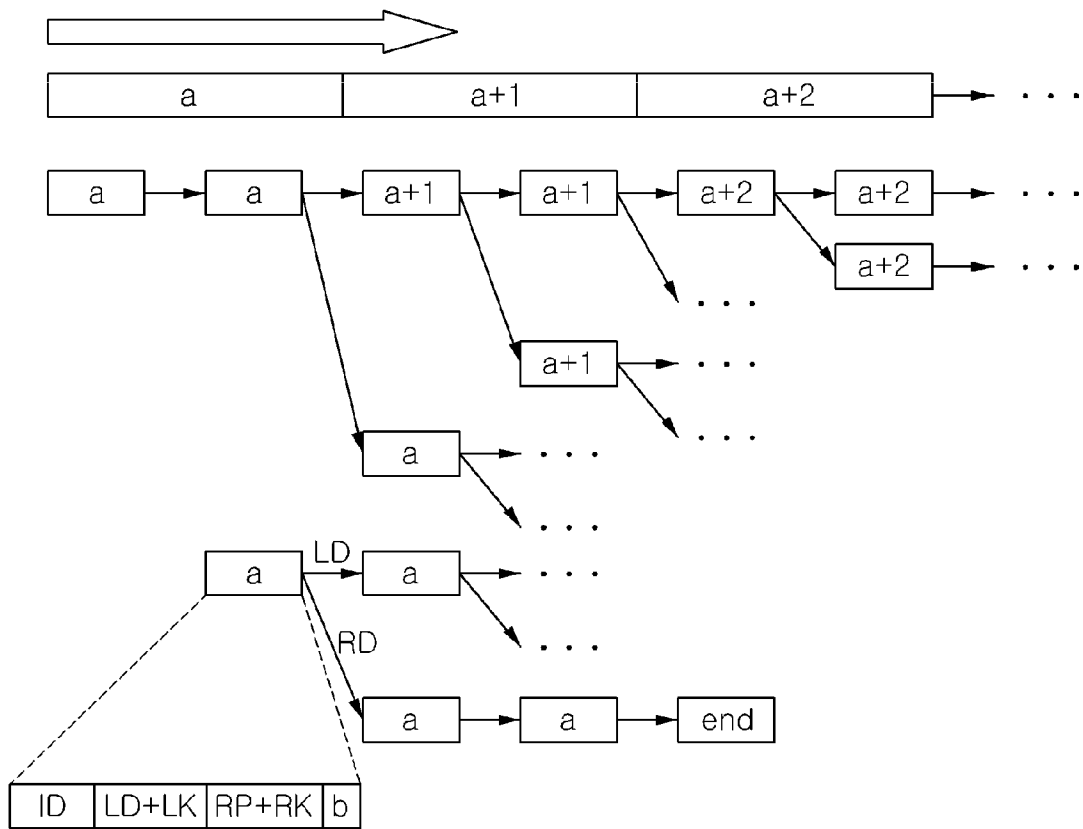 a a+1 a+2 . . .
a a a+1 a+1 a+2 a+2 . . .
a+2 . . .
. . .
a+1 . . .
. . .
a . . .
. . .
a LD a . . .
RD . . .
a a end
ID LD+LK RP+RK b